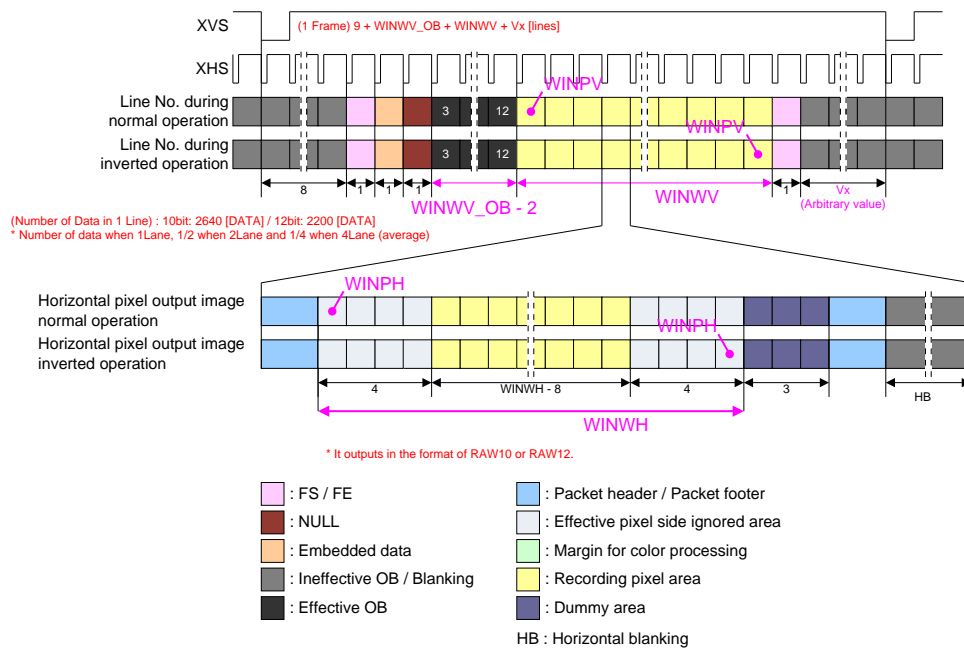 XVS
(1 Frame) 9 + WINWV_OB + WINWV + Vx [lines]
XHS
WINPV
Line No. during
normal operation
3
12
WINPV
Line No. during
inverted operation
3
12
8
1
1
1
WINWV_OB - 2
WINWV
1
Vx
(Arbitrary value)
(Number of Data in 1 Line) : 10bit: 2640 [DATA] / 12bit: 2200 [DATA]
* Number of data when 1Lane, 1/2 when 2Lane and 1/4 when 4Lane (average)
WINPH
Horizontal pixel output image
normal operation
WINPH
Horizontal pixel output image
inverted operation
4
WINWH - 8
4
3
HB
WINWH
* It outputs in the format of RAW10 or RAW12.
: FS / FE
: NULL
: Embedded data
: Ineffective OB / Blanking
: Effective OB
: Packet header / Packet footer
: Effective pixel side ignored area
: Margin for color processing
: Recording pixel area
: Dummy area
HB : Horizontal blanking